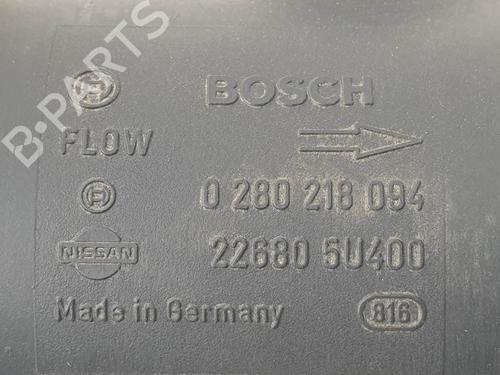 B-PARTS
BOSCH
FLOW
0 280 218 094
NISSAN
22680 5U400
Made in Germany
816